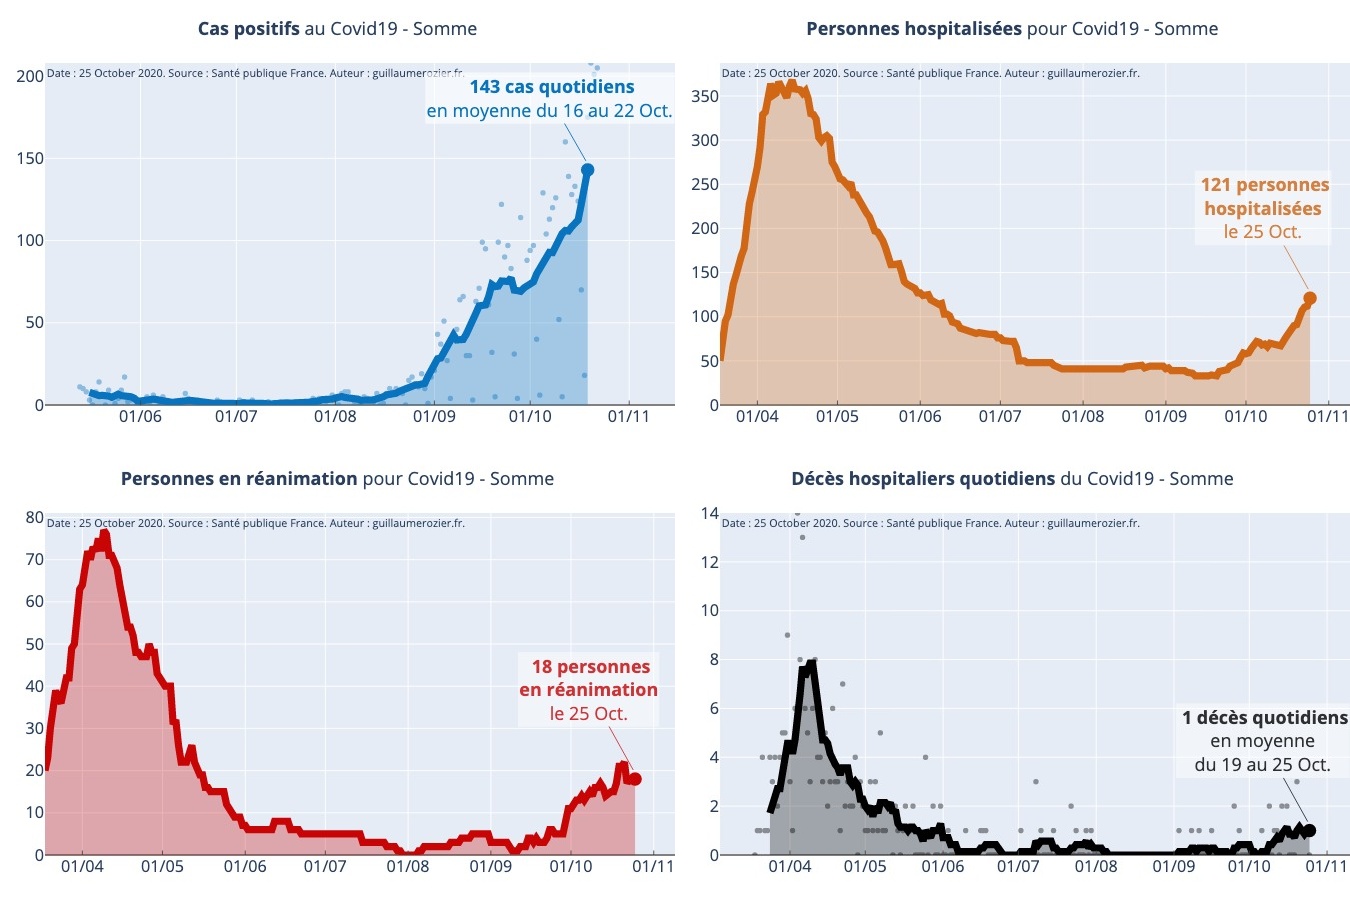 Cas positifs au Covid19 - Somme
Date : 25 October 2020. Source : Santé publique France. Auteur : guillaumerozier.fr.
143 cas quotidiens
en moyenne du 16 au 22 Oct.
200
150
100
50
0
01/06 01/07 01/08 01/09 01/10 01/11
Personnes hospitalisées pour Covid19 - Somme
Date : 25 October 2020. Source : Santé publique France. Auteur : guillaumerozier.fr.
121 personnes
hospitalisées
le 25 Oct.
350
300
250
200
150
100
50
0
01/04 01/05 01/06 01/07 01/08 01/09 01/10 01/11
Personnes en réanimation pour Covid19 - Somme
Date : 25 October 2020. Source : Santé publique France. Auteur : guillaumerozier.fr.
18 personnes
en réanimation
le 25 Oct.
80
70
60
50
40
30
20
10
0
01/04 01/05 01/06 01/07 01/08 01/09 01/10 01/11
Décès hospitaliers quotidiens du Covid19 - Somme
Date : 25 October 2020. Source : Santé publique France. Auteur : guillaumerozier.fr.
1 décès quotidiens
en moyenne
du 19 au 25 Oct.
14
12
10
8
6
4
2
0
01/04 01/05 01/06 01/07 01/08 01/09 01/10 01/11